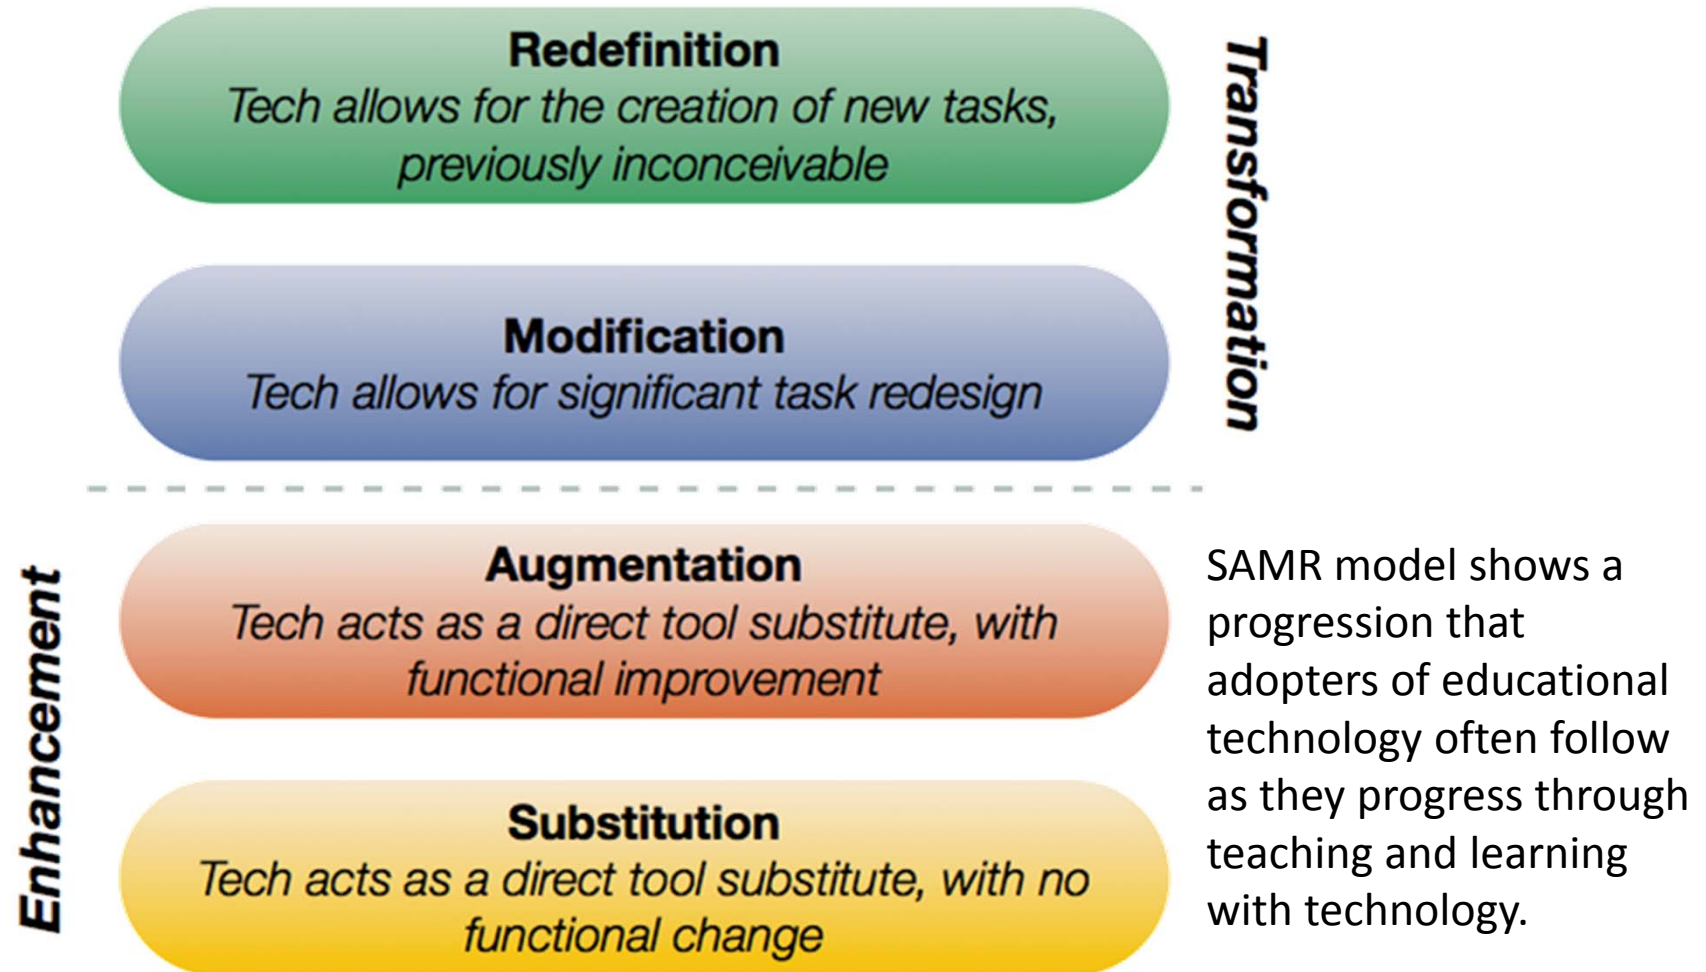 Redefinition
Tech allows for the creation of new tasks,
previously inconceivable
Transformation
Modification
Tech allows for significant task redesign
Enhancement
Augmentation
Tech acts as a direct tool substitute, with
functional improvement
Substitution
Tech acts as a direct tool substitute, with no
functional change
SAMR model shows a
progression that
adopters of educational
technology often follow
as they progress through
teaching and learning
with technology.